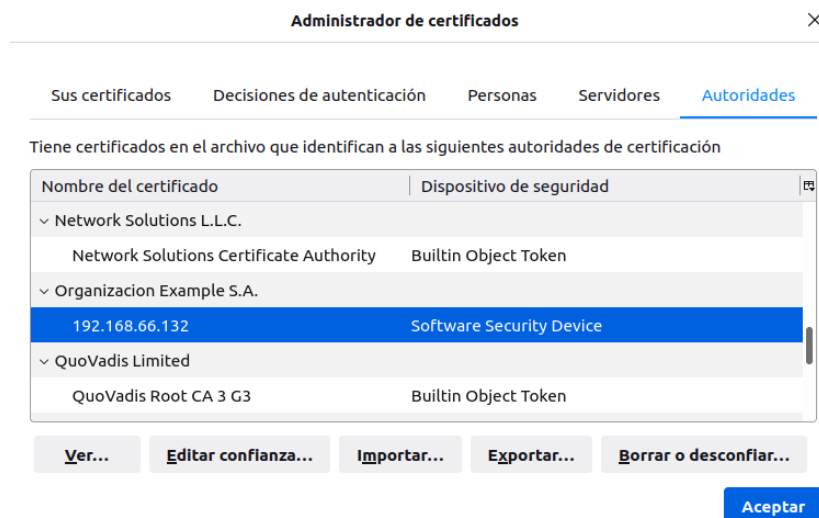 Administrador de certificados
Sus certificados Decisiones de autenticación Personas Servidores Autoridades
Tiene certificados en el archivo que identifican a las siguientes autoridades de certificación
Nombre del certificado Dispositivo de seguridad
Network Solutions L.L.C.
Network Solutions Certificate Authority Builtin Object Token
Organizacion Example S.A.
192.168.66.132 Software Security Device
QuoVadis Limited
QuoVadis Root CA 3 G3 Builtin Object Token
Ver... Editar confianza... Importar... Exportar... Borrar o desconfiar...
Aceptar